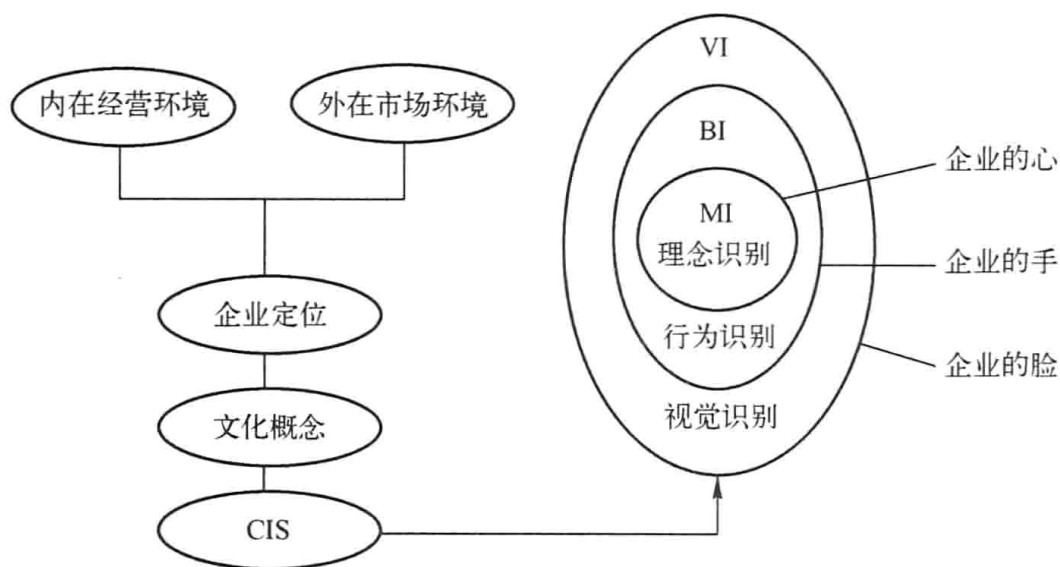 内在经营环境
外在市场环境
企业定位
文化概念
CIS
VI
BI
MI
理念识别
行为识别
视觉识别
企业的心
企业的手
企业的脸